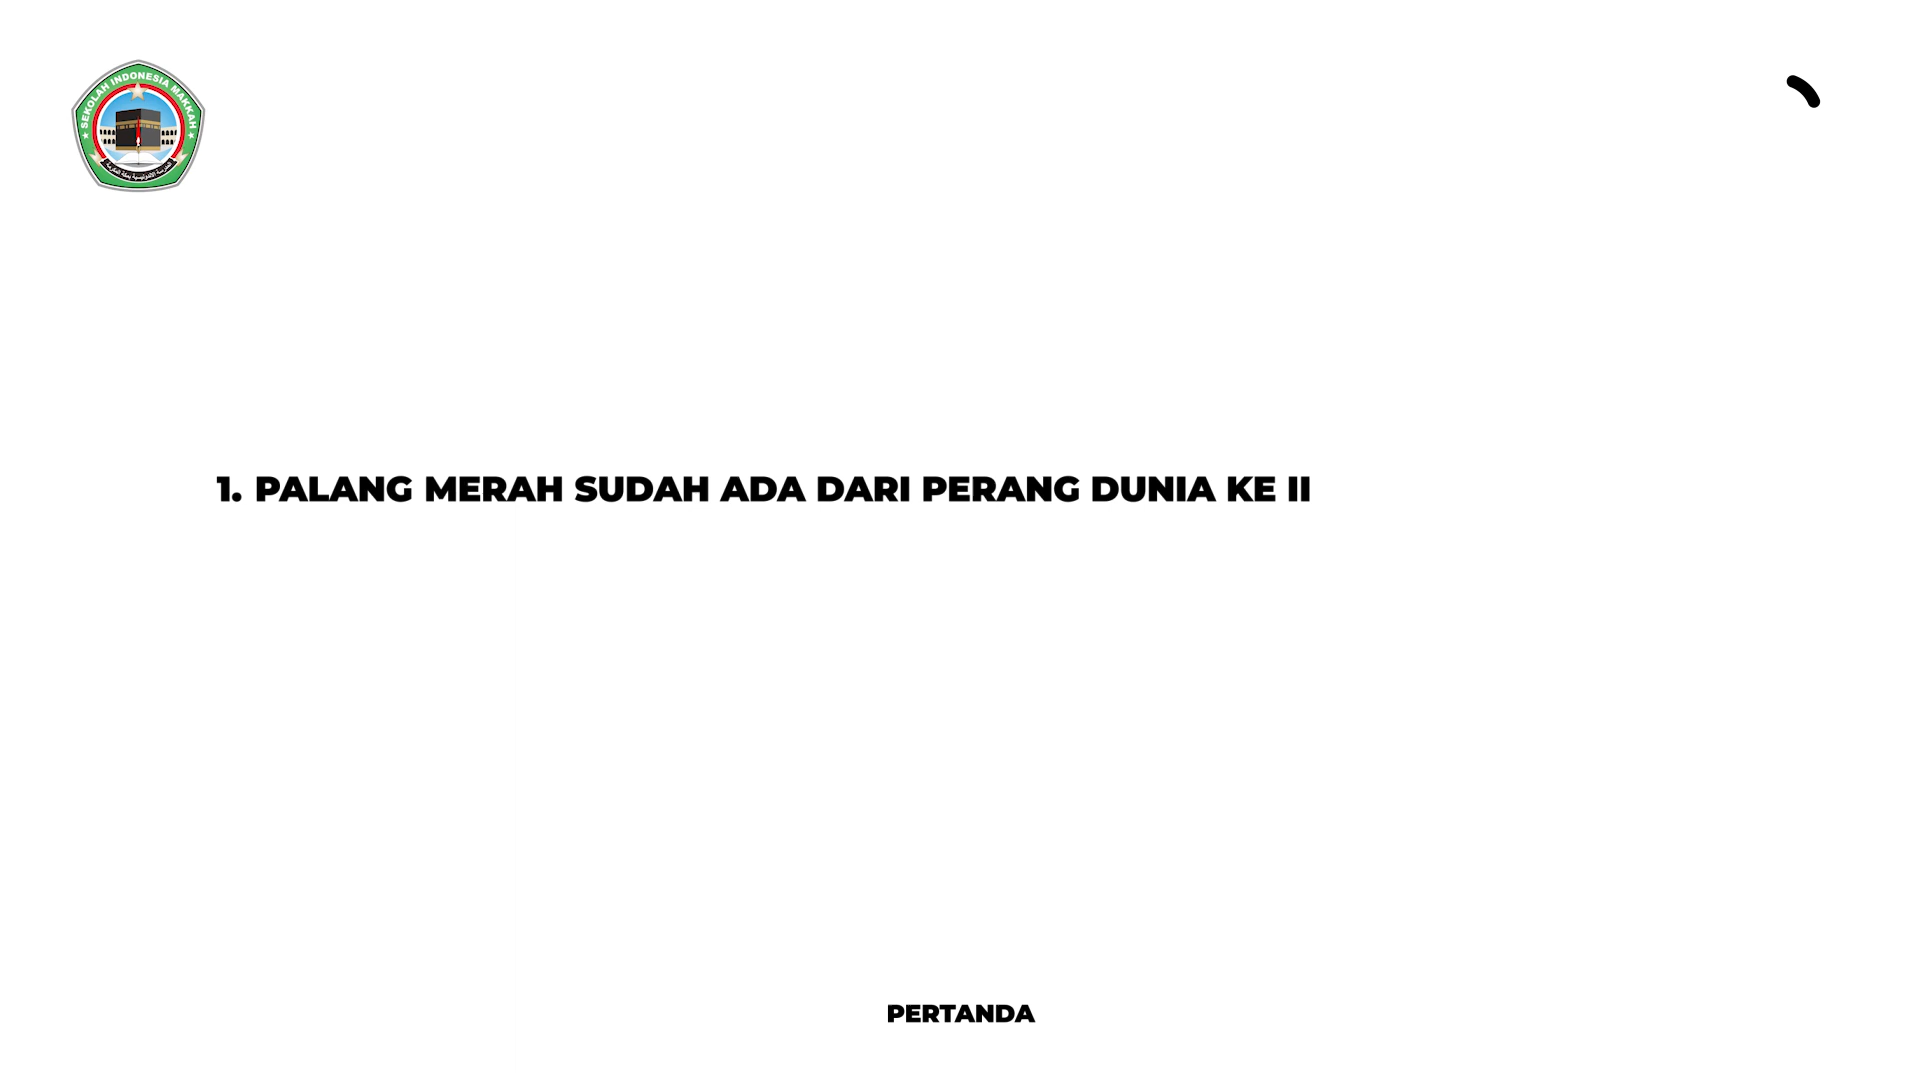 SEKOLAH INDONESIA MAKKAH
1. PALANG MERAH SUDAH ADA DARI PERANG DUNIA KE II
PERTANDA